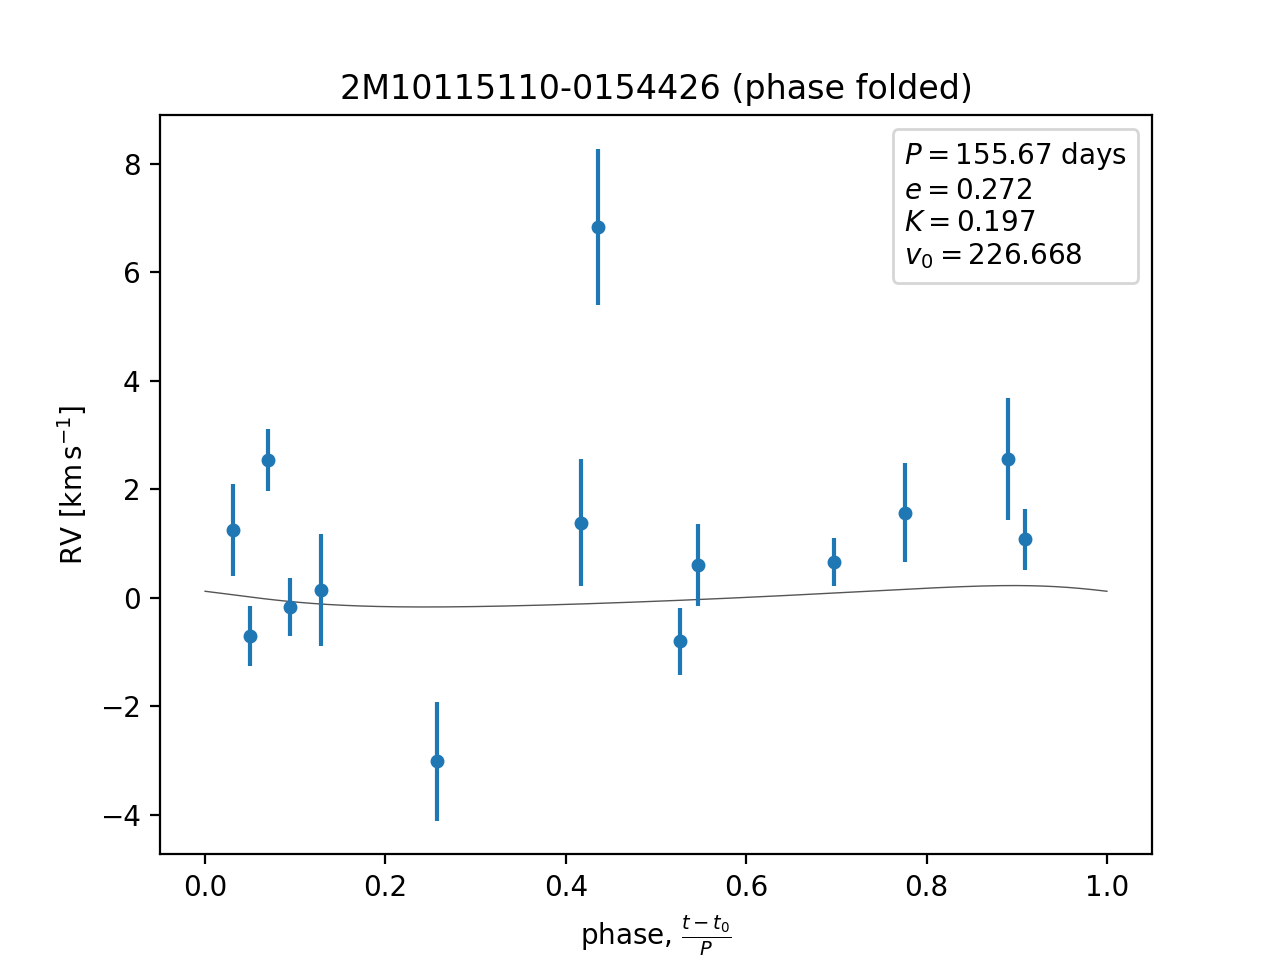 2M10115110-0154426 (phase folded)
P = 155.67 days
e = 0.272
K = 0.197
v₀ = 226.668
8
6
4
2
0
−2
−4
RV [km s⁻¹]
0.0 0.2 0.4 0.6 0.8 1.0
phase, (t − t₀)/P